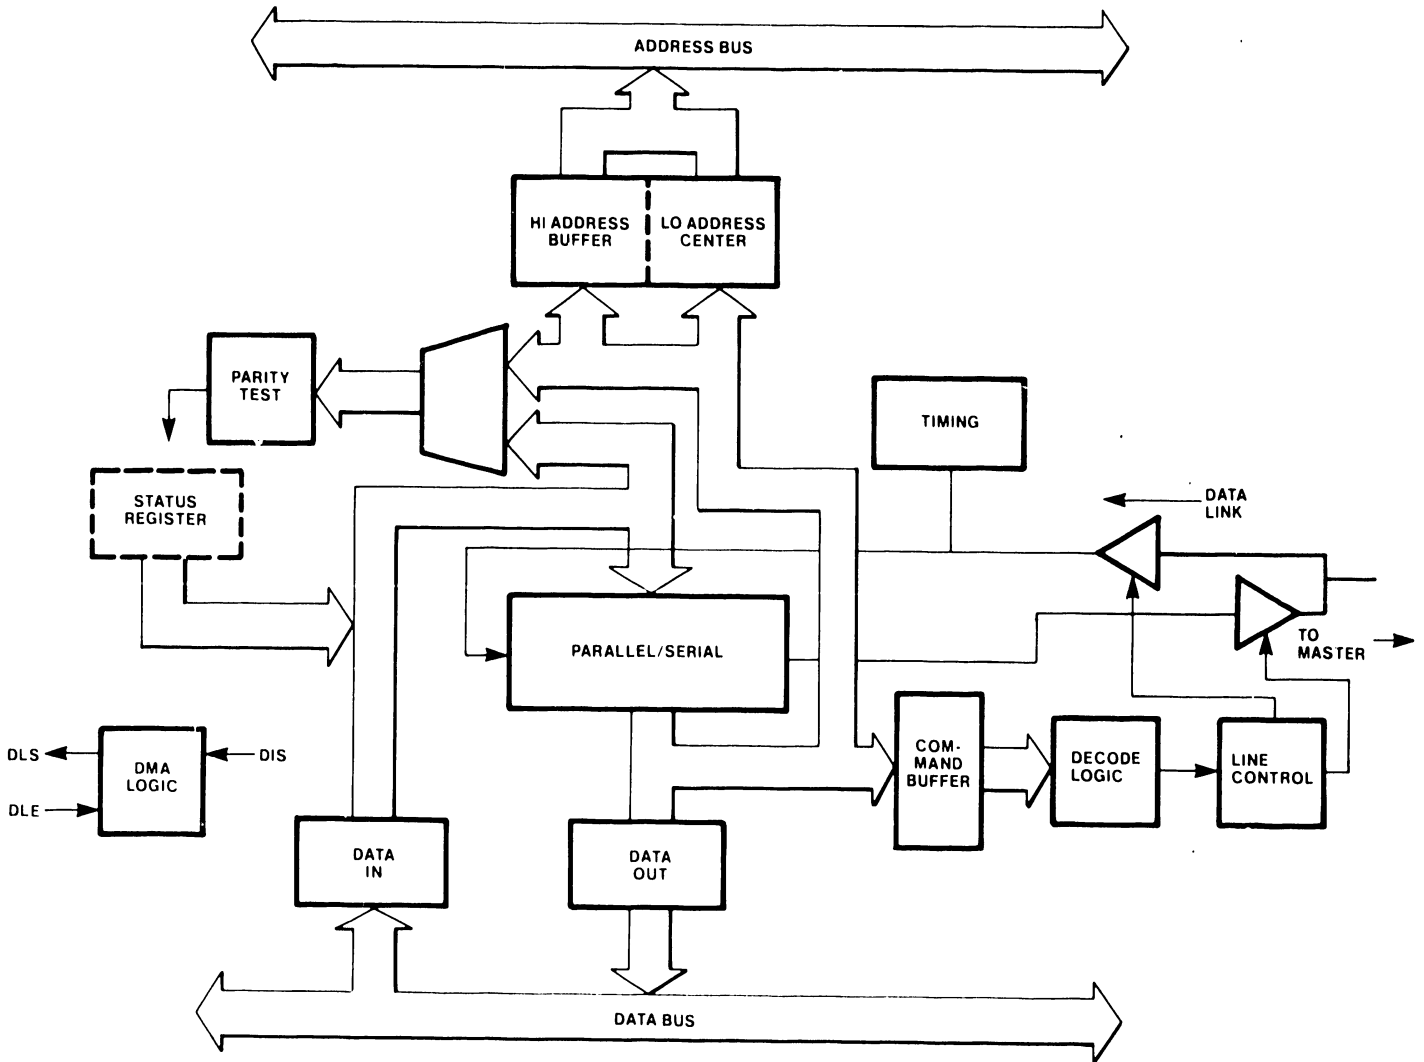 ADDRESS BUS
HI ADDRESS
BUFFER
LO ADDRESS
CENTER
PARITY
TEST
TIMING
STATUS
REGISTER
DATA
LINK
PARALLEL/SERIAL
TO
MASTER
DLS
DLE
DMA
LOGIC
DIS
COM-
MAND
BUFFER
DECODE
LOGIC
LINE
CONTROL
DATA
IN
DATA
OUT
DATA BUS